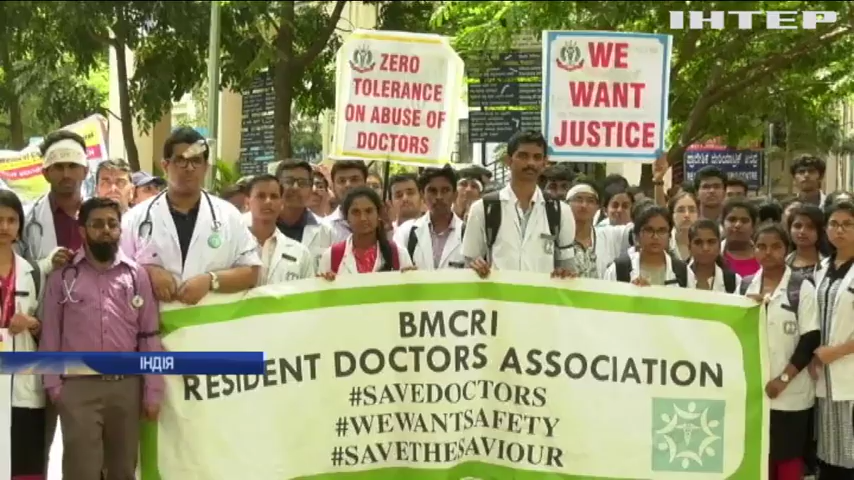 ІНТЕР
ZERO
TOLERANCE
ON ABUSE OF
DOCTORS
WE
WANT
JUSTICE
ІНДІЯ
BMCRI
RESIDENT DOCTORS ASSOCIATION
#SAVEDOCTORS
#WEWANTSAFETY
#SAVETHESAVIOUR